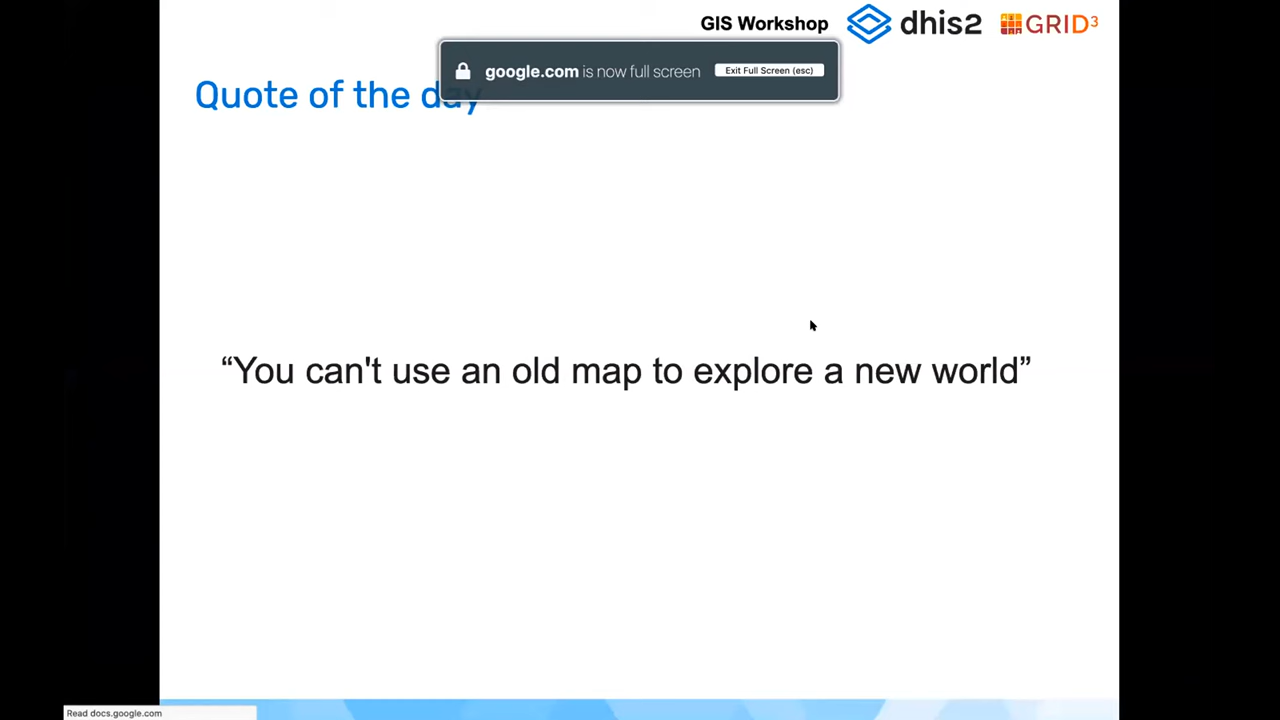 GIS Workshop dhis2 GRID3
google.com is now full screen Exit Full Screen (esc)
Quote of the day
“You can't use an old map to explore a new world”
Read docs.google.com